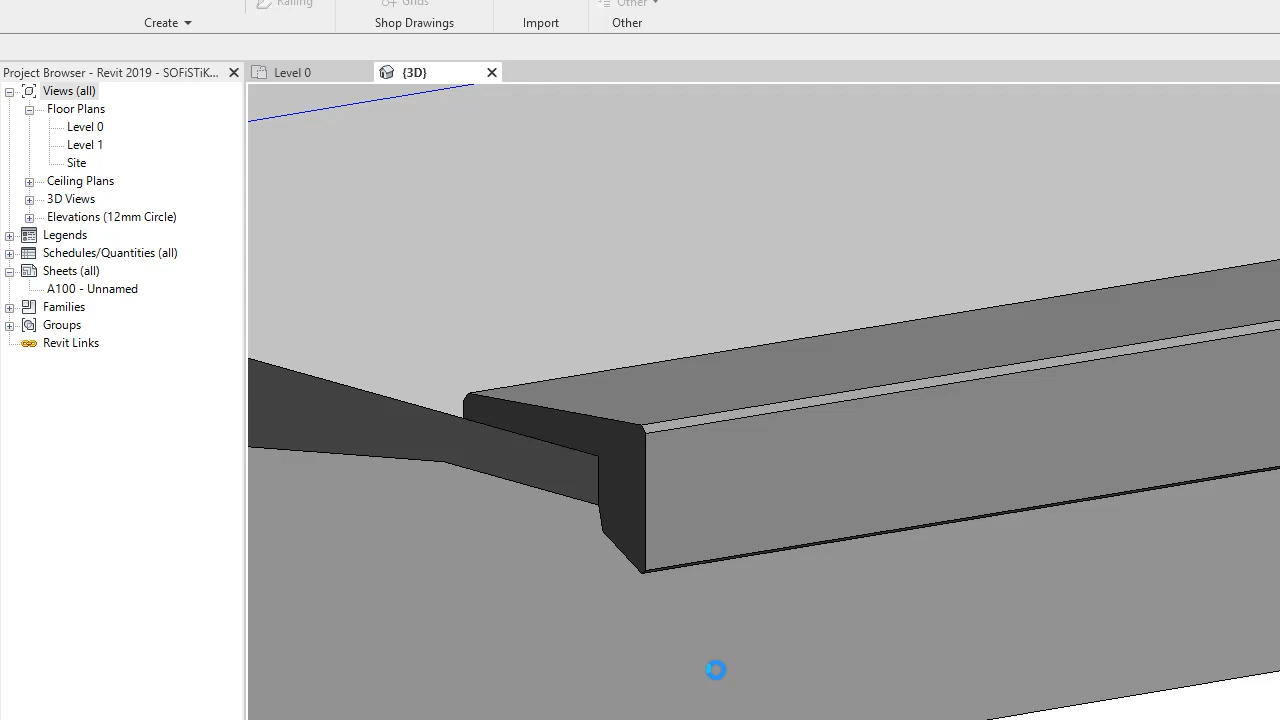 Railing
Grids
Other
Create
Shop Drawings
Import
Other
Project Browser - Revit 2019 - SOFiSTiK...
Level 0
{3D}
Views (all)
Floor Plans
Level 0
Level 1
Site
Ceiling Plans
3D Views
Elevations (12mm Circle)
Legends
Schedules/Quantities (all)
Sheets (all)
A100 - Unnamed
Families
Groups
Revit Links